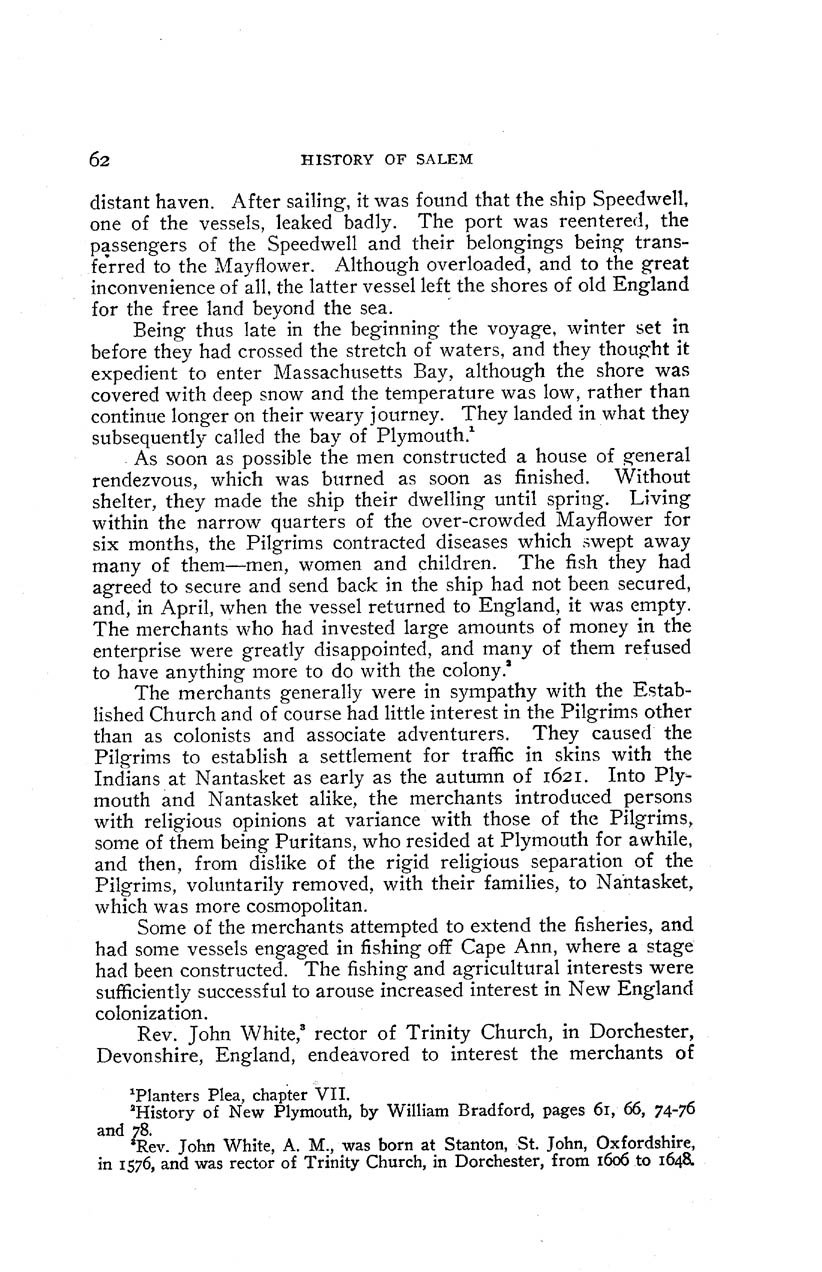 62 HISTORY OF SALEM
distant haven. After sailing, it was found that the ship Speedwell,
one of the vessels, leaked badly. The port was reentered, the
passengers of the Speedwell and their belongings being trans-
ferred to the Mayflower. Although overloaded, and to the great
inconvenience of all, the latter vessel left the shores of old England
for the free land beyond the sea.
Being thus late in the beginning the voyage, winter set in
before they had crossed the stretch of waters, and they thought it
expedient to enter Massachusetts Bay, although the shore was
covered with deep snow and the temperature was low, rather than
continue longer on their weary journey. They landed in what they
subsequently called the bay of Plymouth.¹
As soon as possible the men constructed a house of general
rendezvous, which was burned as soon as finished. Without
shelter, they made the ship their dwelling until spring. Living
within the narrow quarters of the over-crowded Mayflower for
six months, the Pilgrims contracted diseases which swept away
many of them—men, women and children. The fish they had
agreed to secure and send back in the ship had not been secured,
and, in April, when the vessel returned to England, it was empty.
The merchants who had invested large amounts of money in the
enterprise were greatly disappointed, and many of them refused
to have anything more to do with the colony.²
The merchants generally were in sympathy with the Estab-
lished Church and of course had little interest in the Pilgrims other
than as colonists and associate adventurers. They caused the
Pilgrims to establish a settlement for traffic in skins with the
Indians at Nantasket as early as the autumn of 1621. Into Ply-
mouth and Nantasket alike, the merchants introduced persons
with religious opinions at variance with those of the Pilgrims,
some of them being Puritans, who resided at Plymouth for awhile,
and then, from dislike of the rigid religious separation of the
Pilgrims, voluntarily removed, with their families, to Nantasket,
which was more cosmopolitan.
Some of the merchants attempted to extend the fisheries, and
had some vessels engaged in fishing off Cape Ann, where a stage
had been constructed. The fishing and agricultural interests were
sufficiently successful to arouse increased interest in New England
colonization.
Rev. John White,³ rector of Trinity Church, in Dorchester,
Devonshire, England, endeavored to interest the merchants of
¹Planters Plea, chapter VII.
²History of New Plymouth, by William Bradford, pages 61, 66, 74-76
and 78.
³Rev. John White, A. M., was born at Stanton, St. John, Oxfordshire,
in 1576, and was rector of Trinity Church, in Dorchester, from 1606 to 1648.